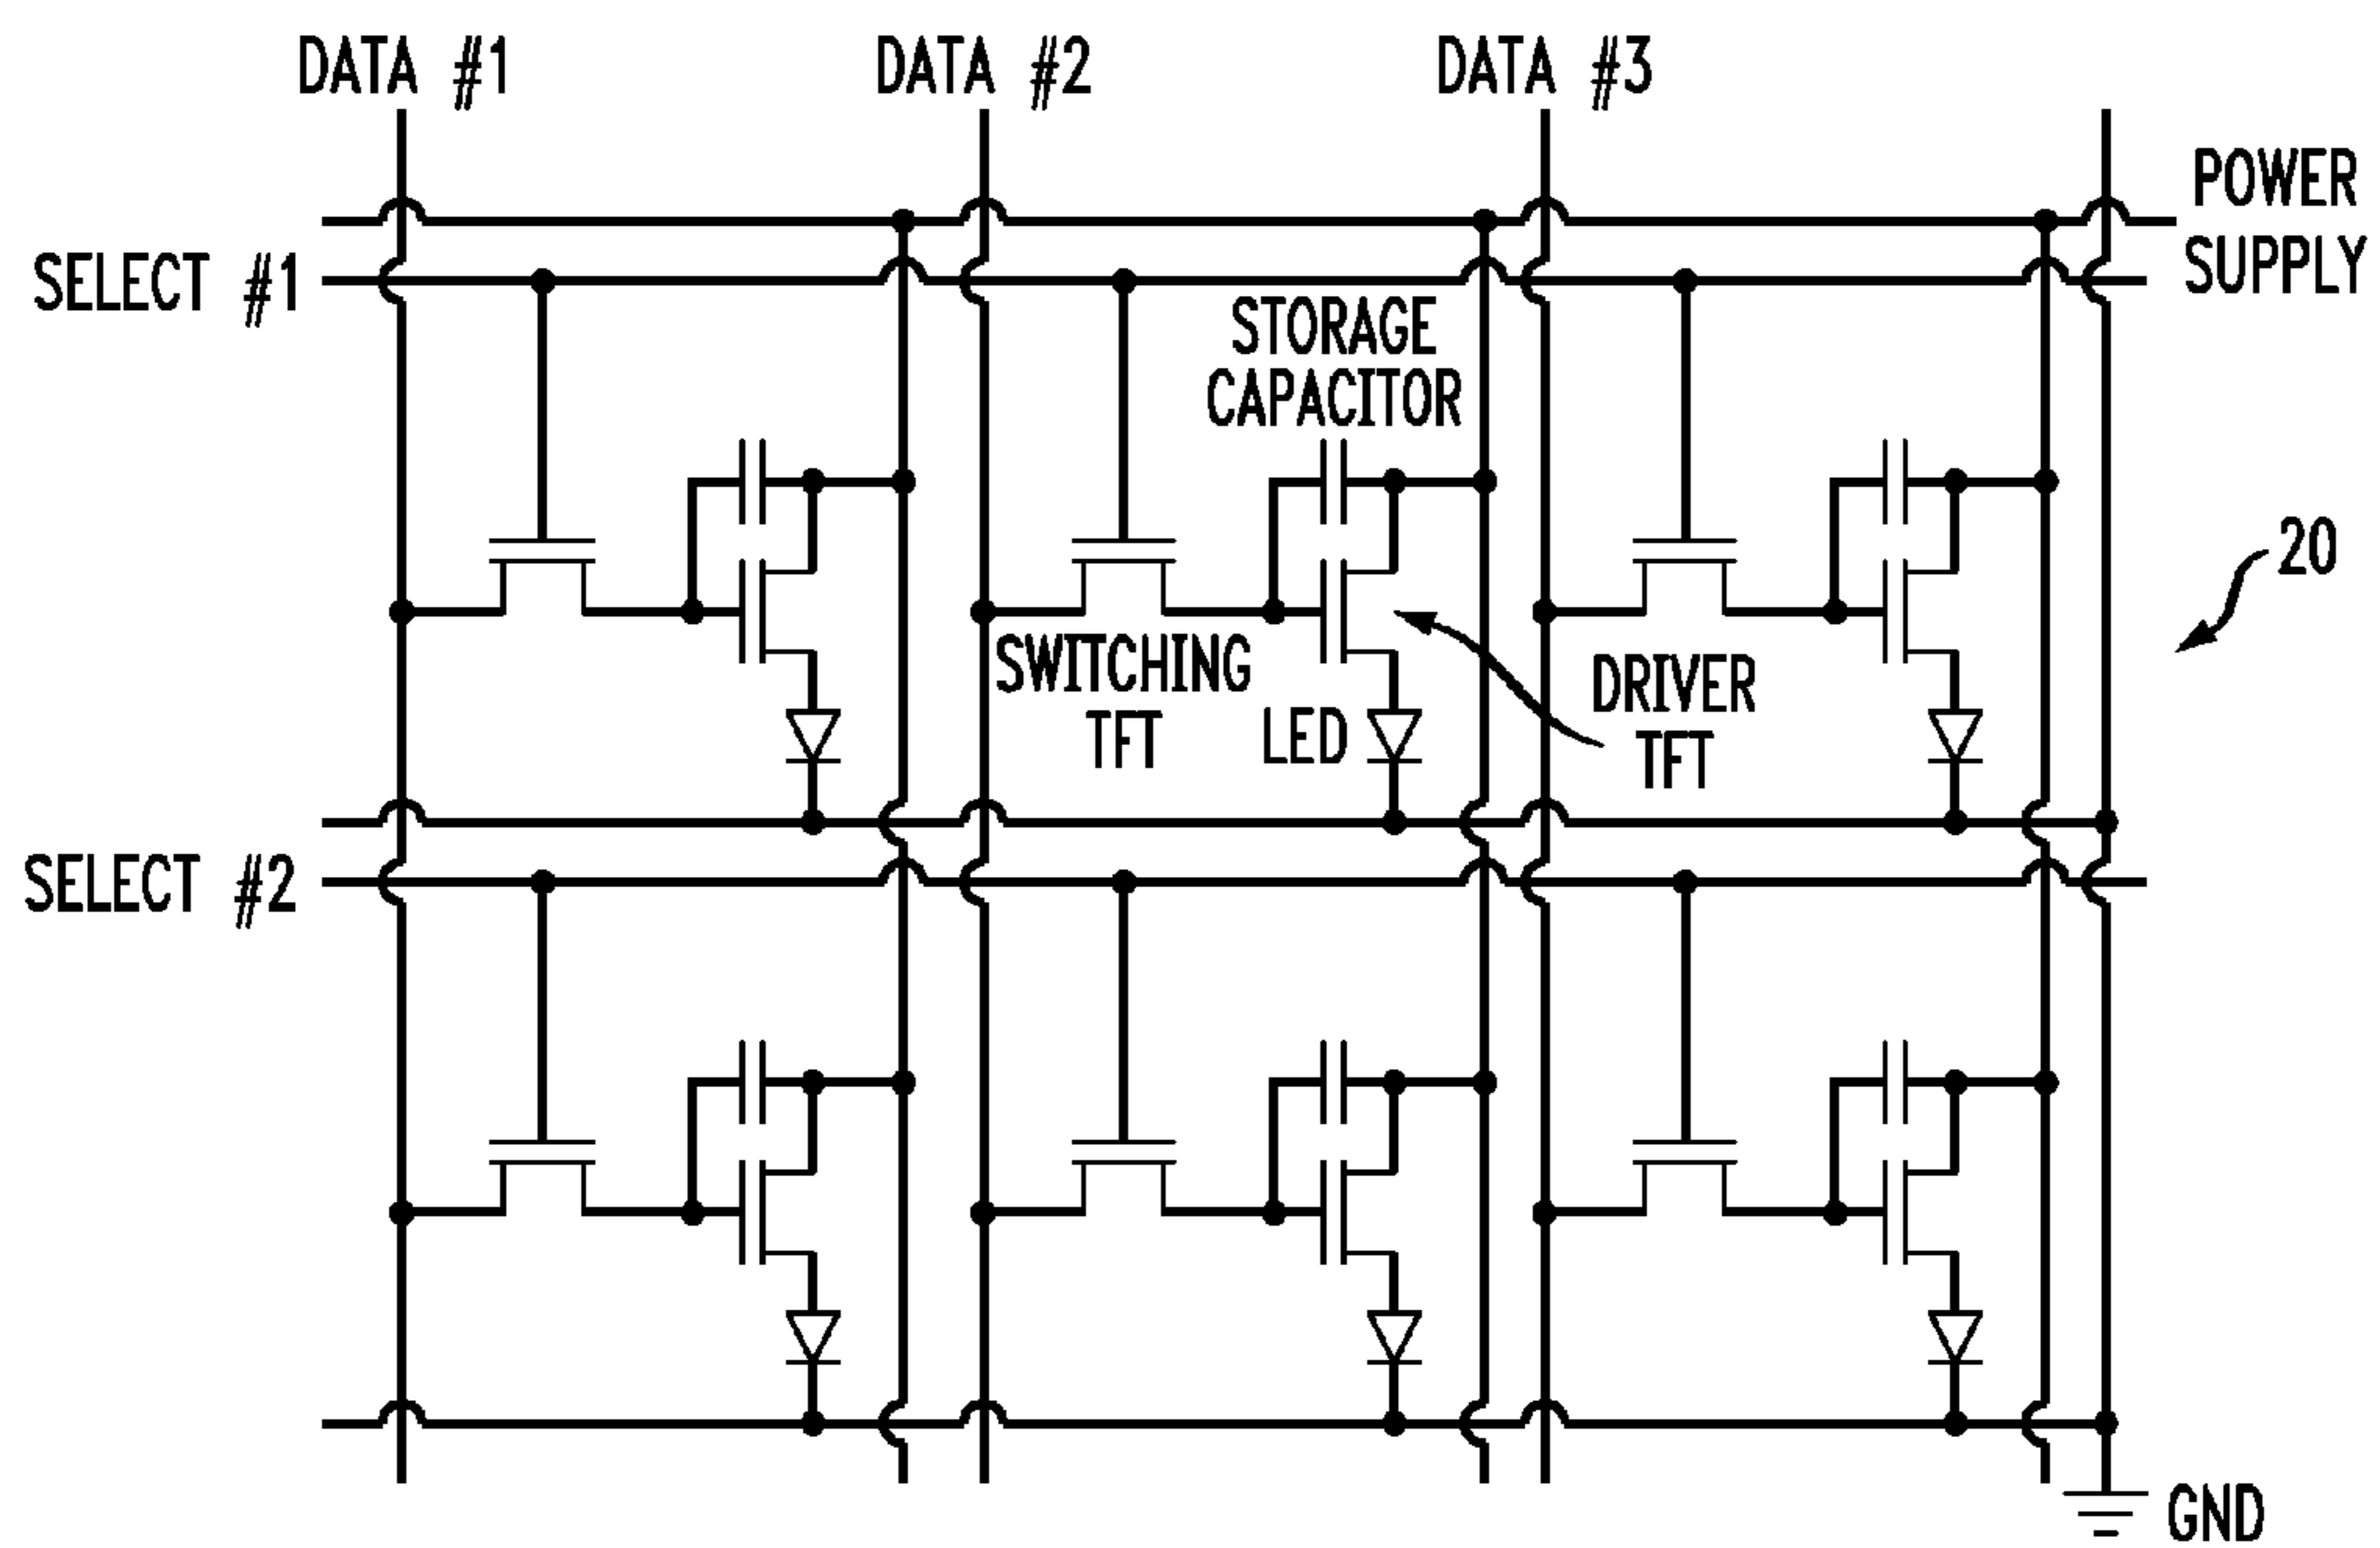 DATA #1
DATA #2
DATA #3
POWER
SUPPLY
SELECT #1
STORAGE
CAPACITOR
20
SWITCHING
TFT
LED
DRIVER
TFT
SELECT #2
GND